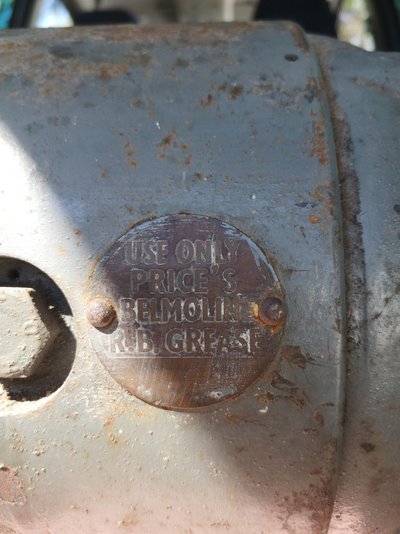 USE ONLY
PRICE'S
BELMOLINE
R.B. GREASE